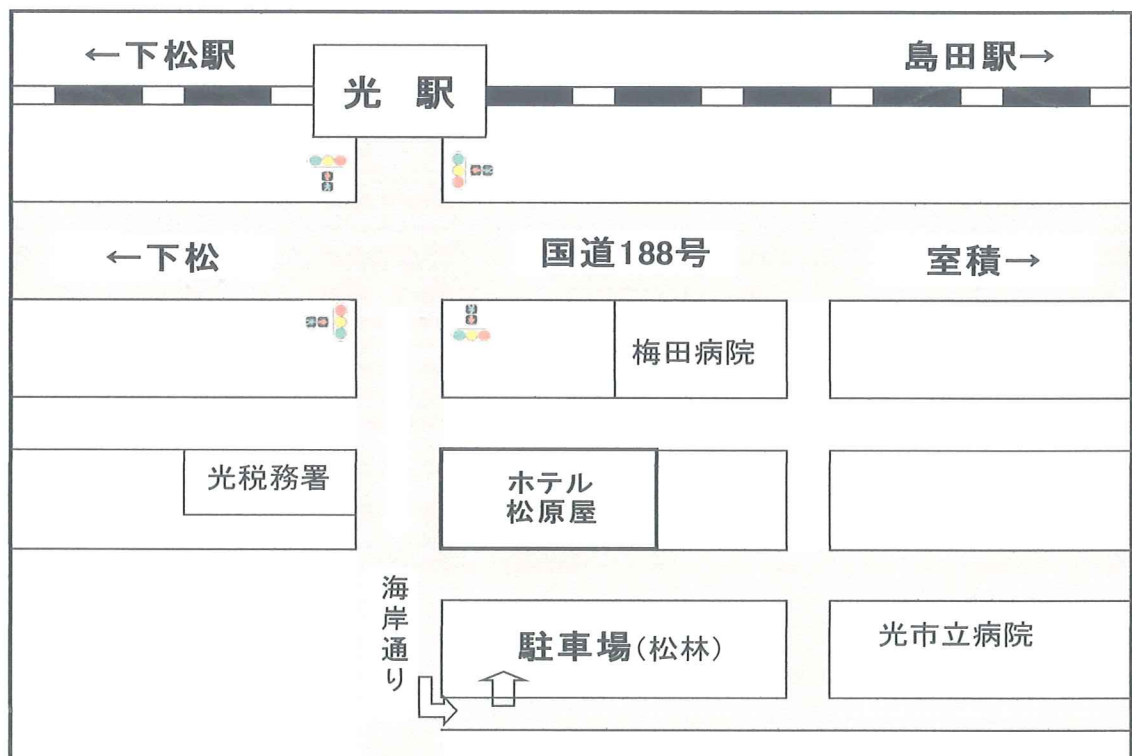 ←下松駅
島田駅→
光 駅
←下松
国道188号
室積→
梅田病院
光税務署
ホテル
松原屋
海岸通り
駐車場(松林)
光市立病院